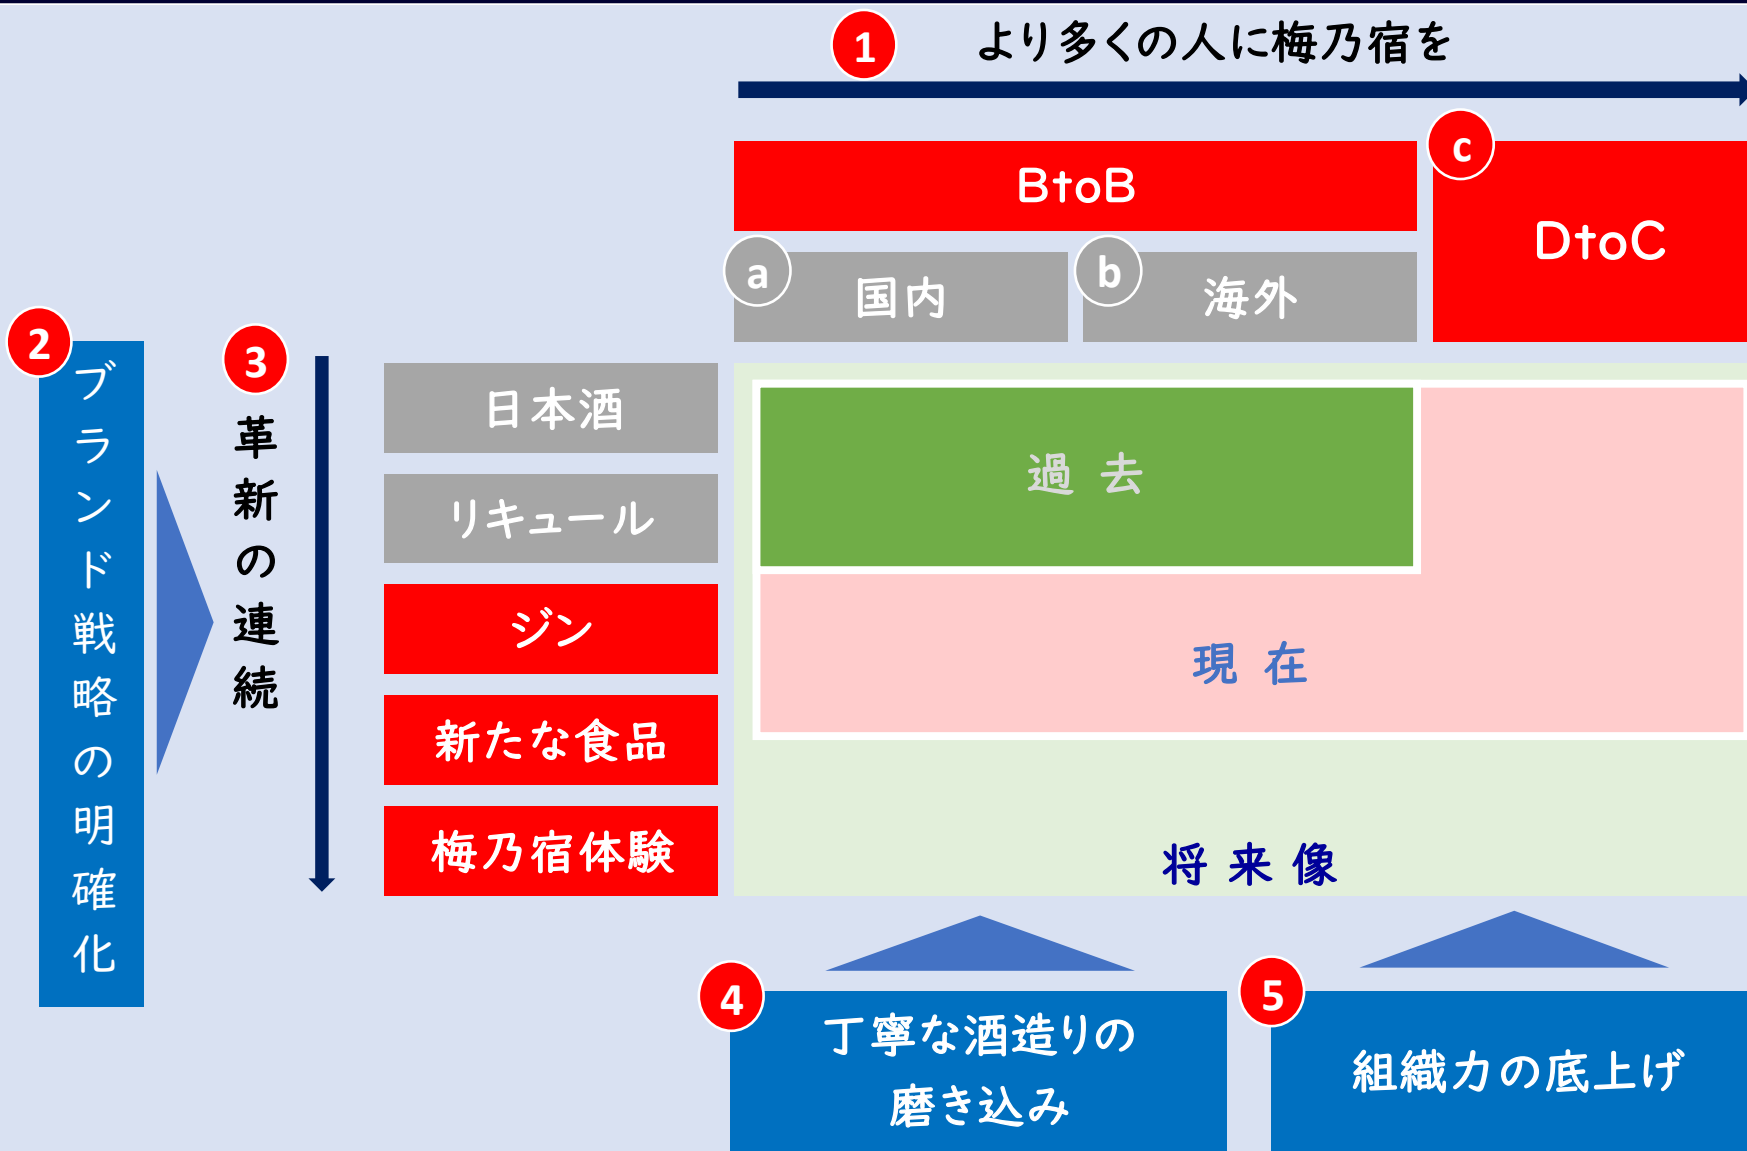 1
より多くの人に梅乃宿を
BtoB
c
DtoC
a
国内
b
海外
2
ブランド戦略の明確化
3
革新の連続
日本酒
リキュール
ジン
新たな食品
梅乃宿体験
過去
現在
将来像
4
丁寧な酒造りの
磨き込み
5
組織力の底上げ